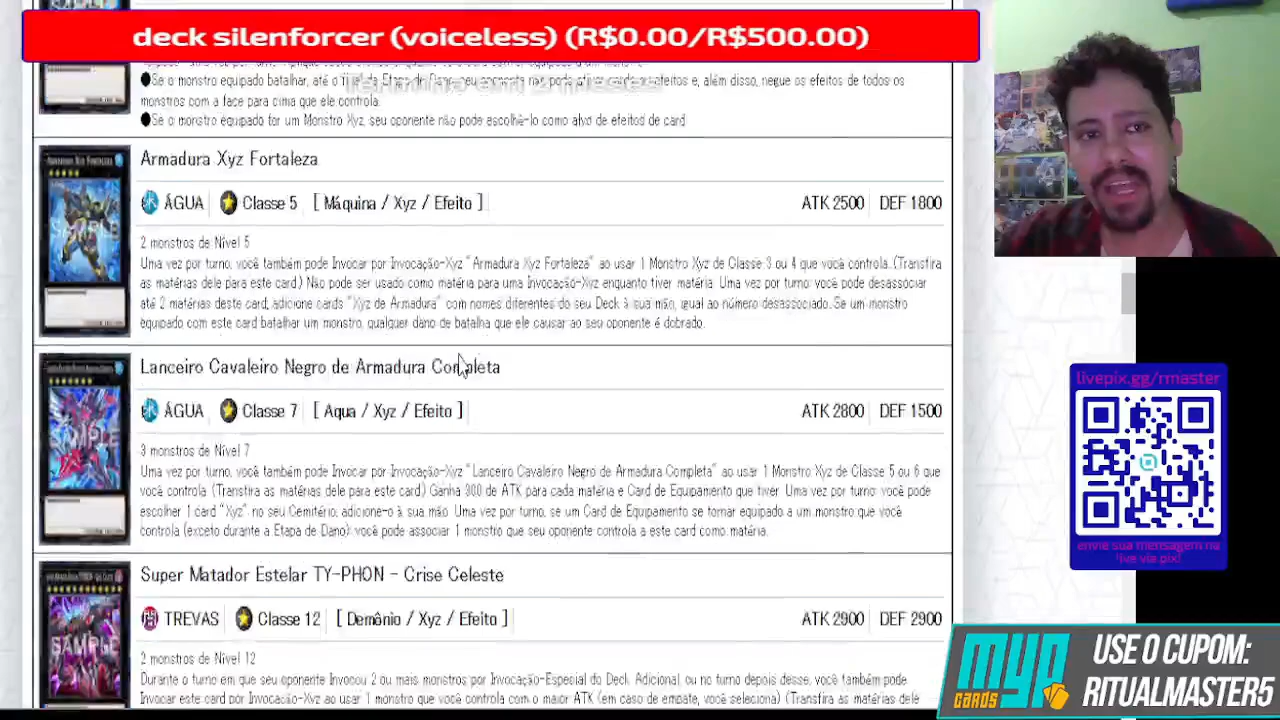 deck silenforcer (voiceless) (R$0.00/R$500.00)
●Se o monstro equipado batalhar, até o
da Etapa de Dano, seu oponente não pode ativar cards ou efeitos e, além disso, negue os efeitos de todos os
monstros com a face para cima que ele controla.
●Se o monstro equipado for um Monstro Xyz, seu oponente não pode escolhê-lo como alvo de efeitos de card
Armadura Xyz Fortaleza
ÁGUA Classe 5 [ Máquina / Xyz / Efeito ] ATK 2500 DEF 1800
SAMPLE
2 monstros de Nível 5
Uma vez por turno, você também pode Invocar por Invocação-Xyz "Armadura Xyz Fortaleza" ao usar 1 Monstro Xyz de Classe 3 ou 4 que você controla. (Transfira
as matérias dele para este card.) Não pode ser usado como matéria para uma Invocação-Xyz enquanto tiver matéria. Uma vez por turno: você pode desassociar
até 2 matérias deste card; adicione cards "Xyz de Armadura" com nomes diferentes do seu Deck à sua mão, igual ao número desassociado. Se um monstro
equipado com este card batalhar um monstro, qualquer dano de batalha que ele causar ao seu oponente é dobrado.
Lanceiro Cavaleiro Negro de Armadura Completa
ÁGUA Classe 7 [ Aqua / Xyz / Efeito ] ATK 2800 DEF 1500
SAMPLE
3 monstros de Nível 7
Uma vez por turno, você também pode Invocar por Invocação-Xyz "Lanceiro Cavaleiro Negro de Armadura Completa" ao usar 1 Monstro Xyz de Classe 5 ou 6 que
você controla (Transfira as matérias dele para este card.) Ganha 300 de ATK para cada matéria e Card de Equipamento que tiver. Uma vez por turno: você pode
escolher 1 card "Xyz" no seu Cemitério; adicione-o à sua mão. Uma vez por turno, se um Card de Equipamento se tornar equipado a um monstro que você
controla (exceto durante a Etapa de Dano): você pode associar 1 monstro que seu oponente controla a este card como matéria.
Super Matador Estelar TY-PHON - Crise Celeste
TREVAS Classe 12 [ Demônio / Xyz / Efeito ] ATK 2900 DEF 2900
SAMPLE
2 monstros de Nível 12
Durante o turno em que seu oponente Invocou 2 ou mais monstros por Invocação-Especial do Deck Adicional, ou no turno depois desse, você também pode
Invocar este card por Invocação-Xyz ao usar 1 monstro que você controla com o maior ATK (em caso de empate, você seleciona). (Transfira as matérias dele
livepix.gg/rmaster
envie sua mensagem na
live via pix!
MYP
CARDS
USE O CUPOM:
RITUALMASTER5